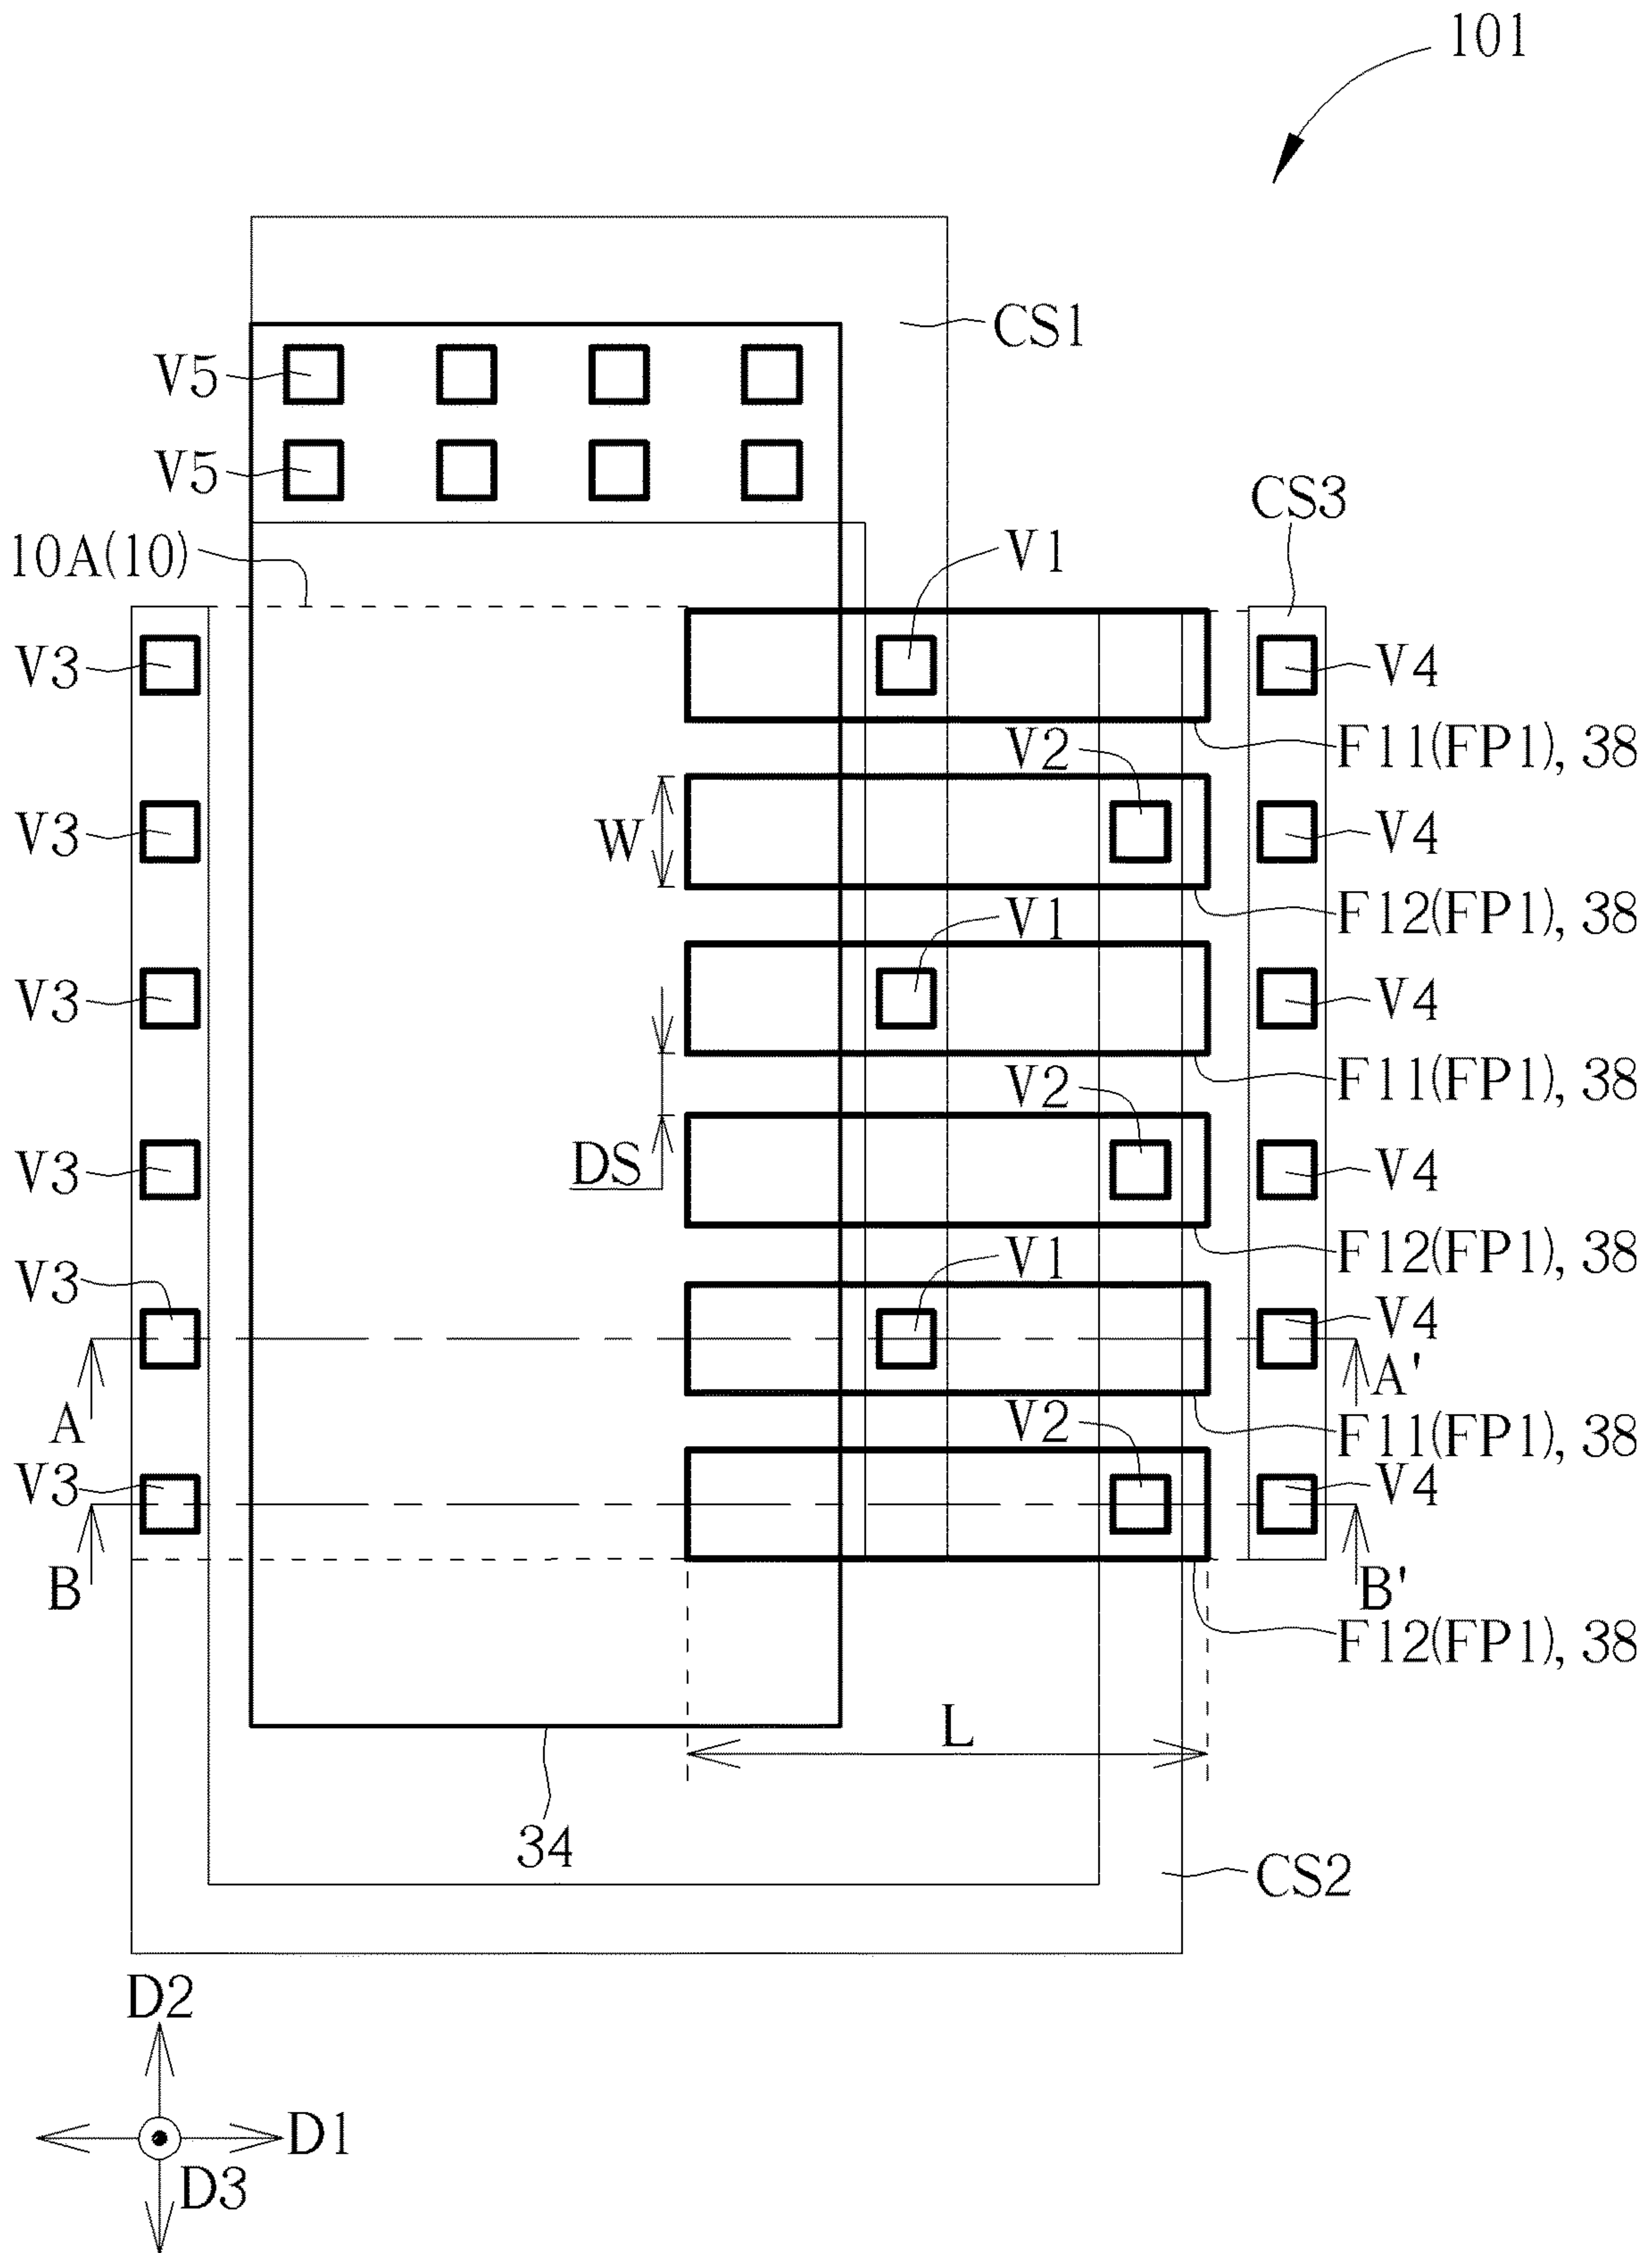 101
CS1
V5
V5
CS3
10A(10)
V1
V3
V4
F11(FP1), 38
V2
V3
W
V4
F12(FP1), 38
V1
V3
V4
F11(FP1), 38
V2
V3
DS
V4
F12(FP1), 38
V1
V3
V4
A
A'
F11(FP1), 38
V2
V3
V4
B
B'
F12(FP1), 38
L
34
CS2
D2
D1
D3